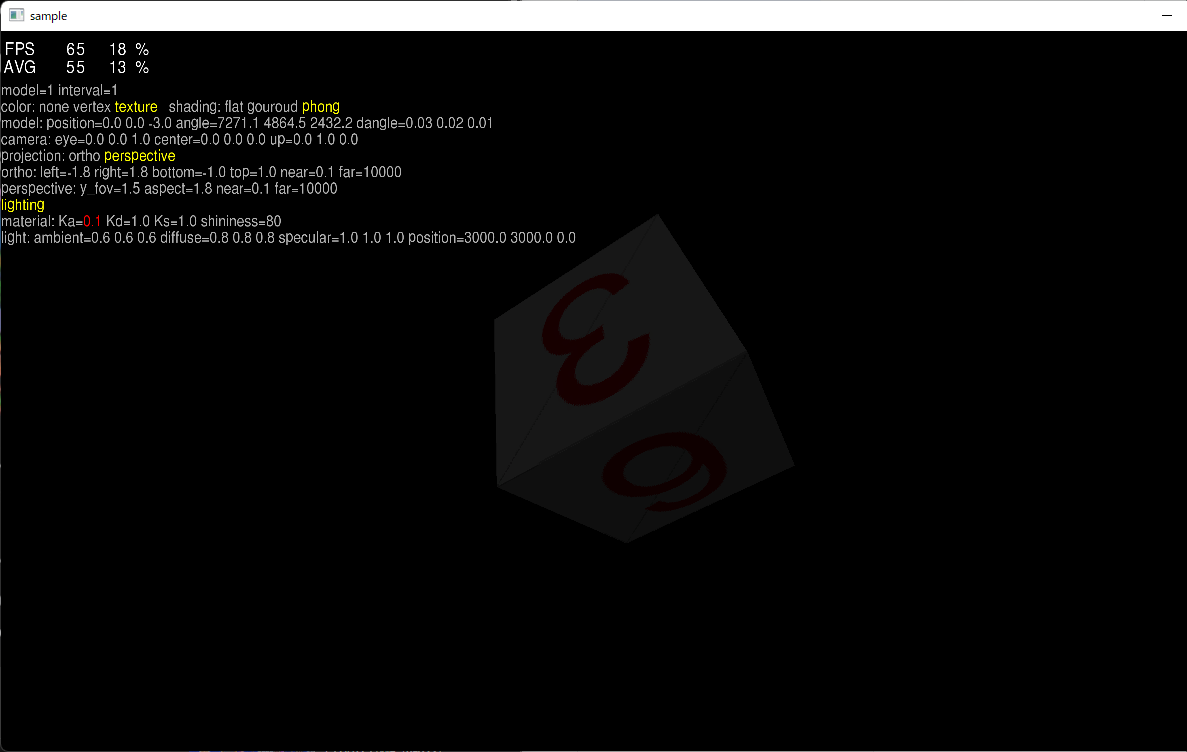 sample
FPS 65 18 %
AVG 55 13 %
model=1 interval=1
color: none vertex texture shading: flat gouroud phong
model: position=0.0 0.0 -3.0 angle=7271.1 4864.5 2432.2 dangle=0.03 0.02 0.01
camera: eye=0.0 0.0 1.0 center=0.0 0.0 0.0 up=0.0 1.0 0.0
projection: ortho perspective
ortho: left=-1.8 right=1.8 bottom=-1.0 top=1.0 near=0.1 far=10000
perspective: y_fov=1.5 aspect=1.8 near=0.1 far=10000
lighting
material: Ka=0.1 Kd=1.0 Ks=1.0 shininess=80
light: ambient=0.6 0.6 0.6 diffuse=0.8 0.8 0.8 specular=1.0 1.0 1.0 position=3000.0 3000.0 0.0
3
6